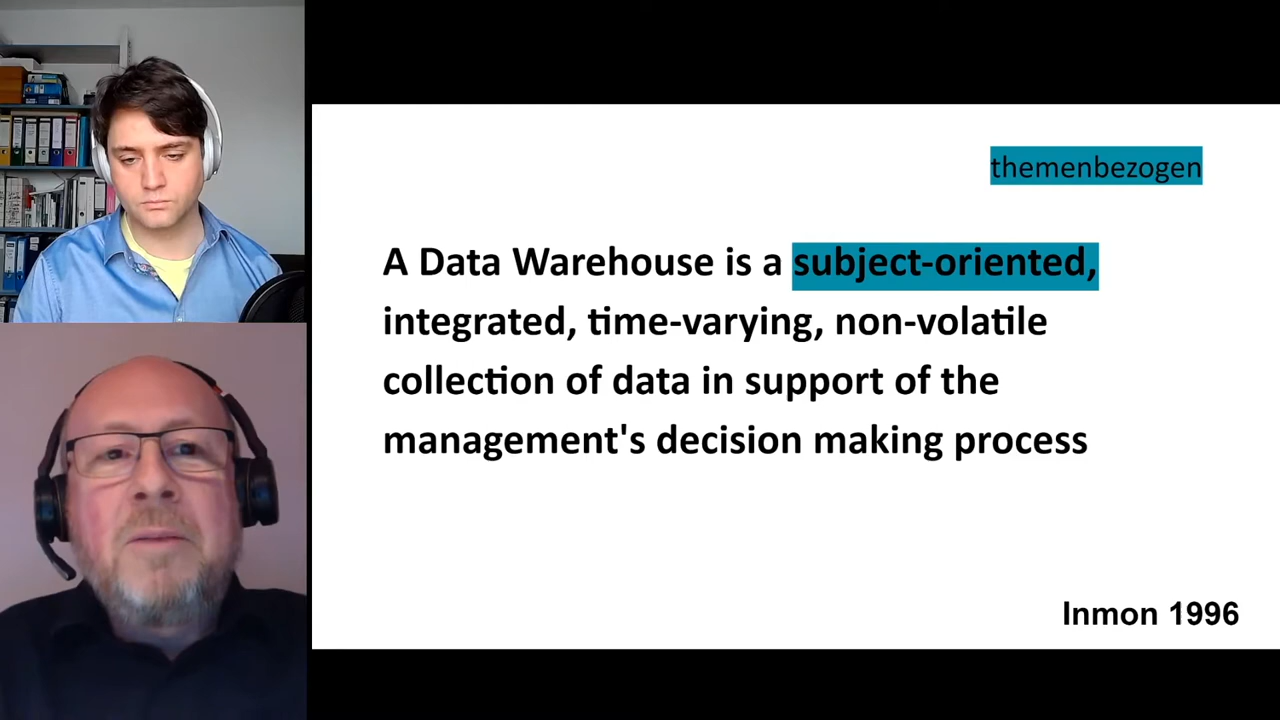 themenbezogen
A Data Warehouse is a subject-oriented,
integrated, time-varying, non-volatile
collection of data in support of the
management's decision making process
Inmon 1996